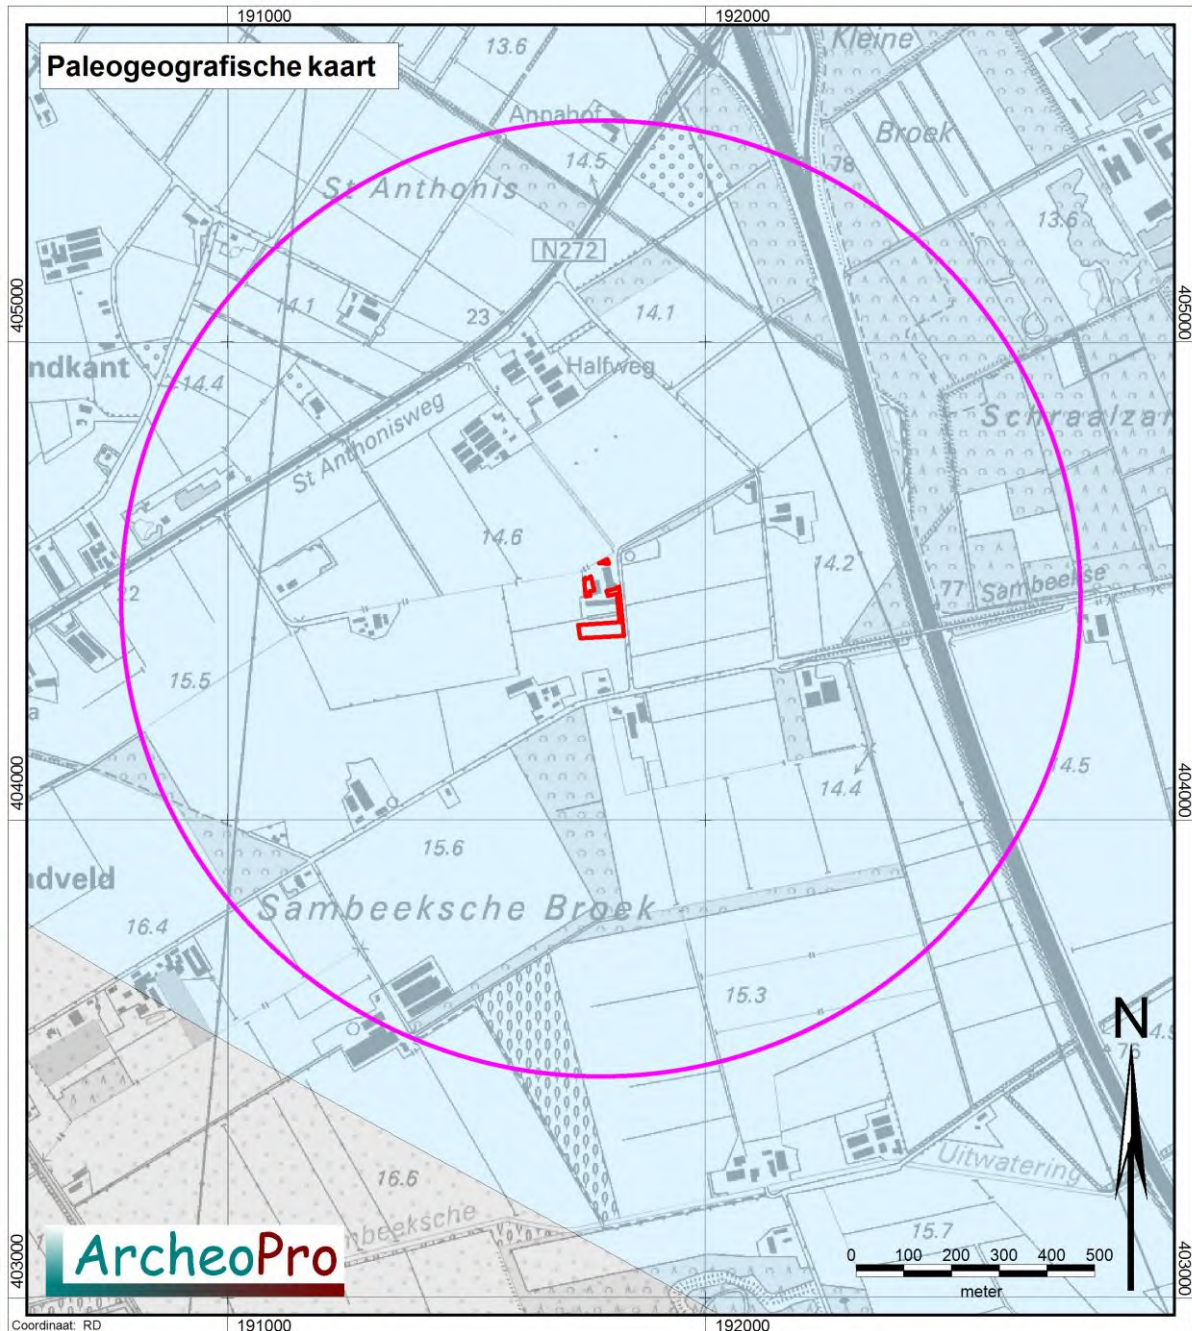 191000
192000
Paleogeografische kaart
13.6
Kleine
Annahof
Broek
14.5
78
St Anthonis
13.6
N272
405000
405000
14.1
23
14.1
ndkant
Halfweg
14.4
Schraalzan
St Anthonisweg
14.6
14.2
22
77
Sambeekse
15.5
a
14.5
404000
404000
14.4
15.6
ndveld
Sambeeksche Broek
16.4
15.3
N
76
Uitwatering
16.6
mbeeksche
15.7
403000
403000
ArcheoPro
0 100 200 300 400 500
meter
Coordinaat: RD
191000
192000